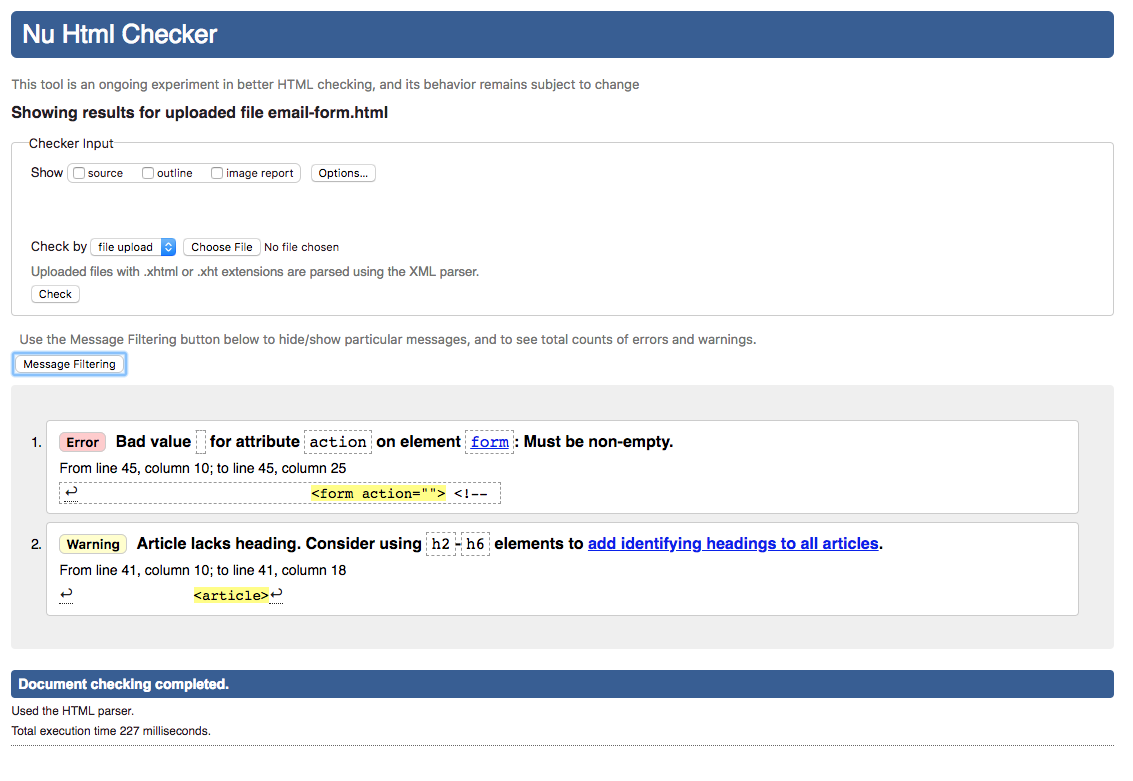 Nu Html Checker
This tool is an ongoing experiment in better HTML checking, and its behavior remains subject to change
Showing results for uploaded file email-form.html
Checker Input
Show source outline image report Options...
Check by file upload Choose File No file chosen
Uploaded files with .xhtml or .xht extensions are parsed using the XML parser.
Check
Use the Message Filtering button below to hide/show particular messages, and to see total counts of errors and warnings.
Message Filtering
1. Error Bad value for attribute action on element form: Must be non-empty.
From line 45, column 10; to line 45, column 25
↩ <form action=""> <!--
2. Warning Article lacks heading. Consider using h2-h6 elements to add identifying headings to all articles.
From line 41, column 10; to line 41, column 18
↩ <article>↩
Document checking completed.
Used the HTML parser.
Total execution time 227 milliseconds.